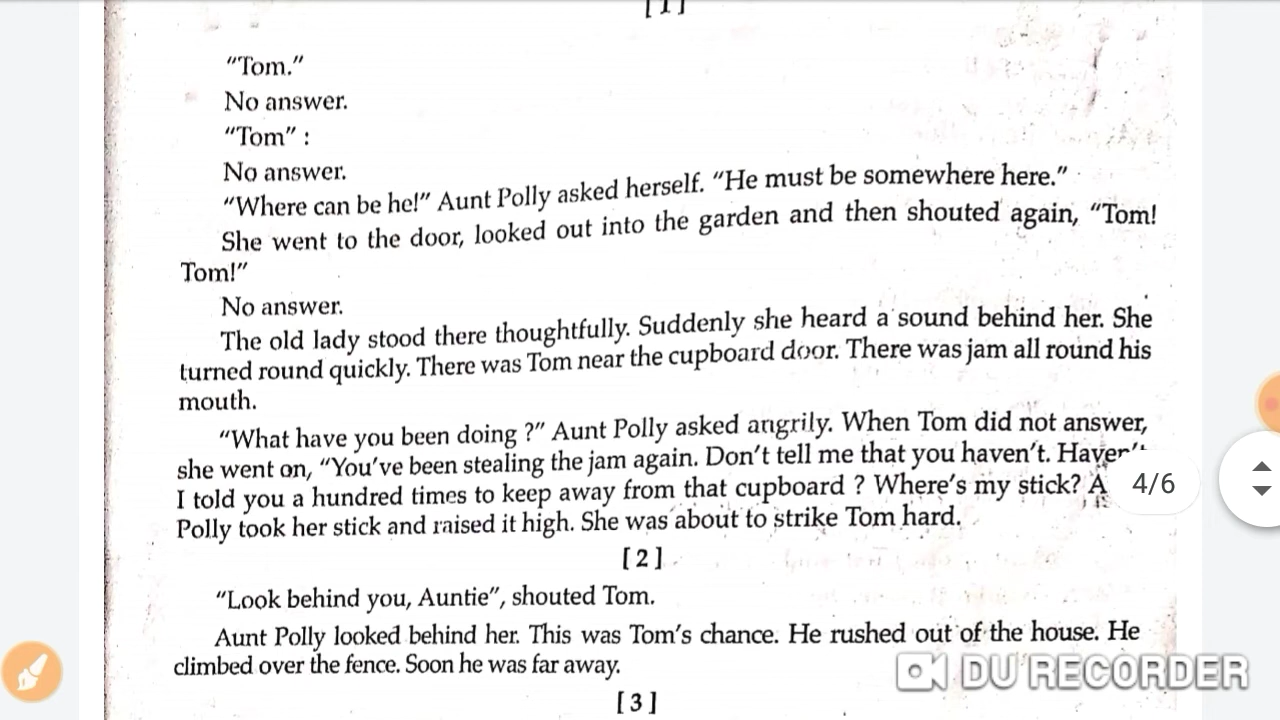 [1]
"Tom."
No answer.
"Tom" :
No answer.
"Where can be he!" Aunt Polly asked herself. "He must be somewhere here."
She went to the door, looked out into the garden and then shouted again, "Tom!
Tom!"
No answer.
The old lady stood there thoughtfully. Suddenly she heard a sound behind her. She
turned round quickly. There was Tom near the cupboard door. There was jam all round his
mouth.
"What have you been doing ?" Aunt Polly asked angrily. When Tom did not answer,
she went on, "You've been stealing the jam again. Don't tell me that you haven't. Haven't
I told you a hundred times to keep away from that cupboard ? Where's my stick? A
4/6
Polly took her stick and raised it high. She was about to strike Tom hard.
[2]
"Look behind you, Auntie", shouted Tom.
Aunt Polly looked behind her. This was Tom's chance. He rushed out of the house. He
climbed over the fence. Soon he was far away.
DU RECORDER
[3]